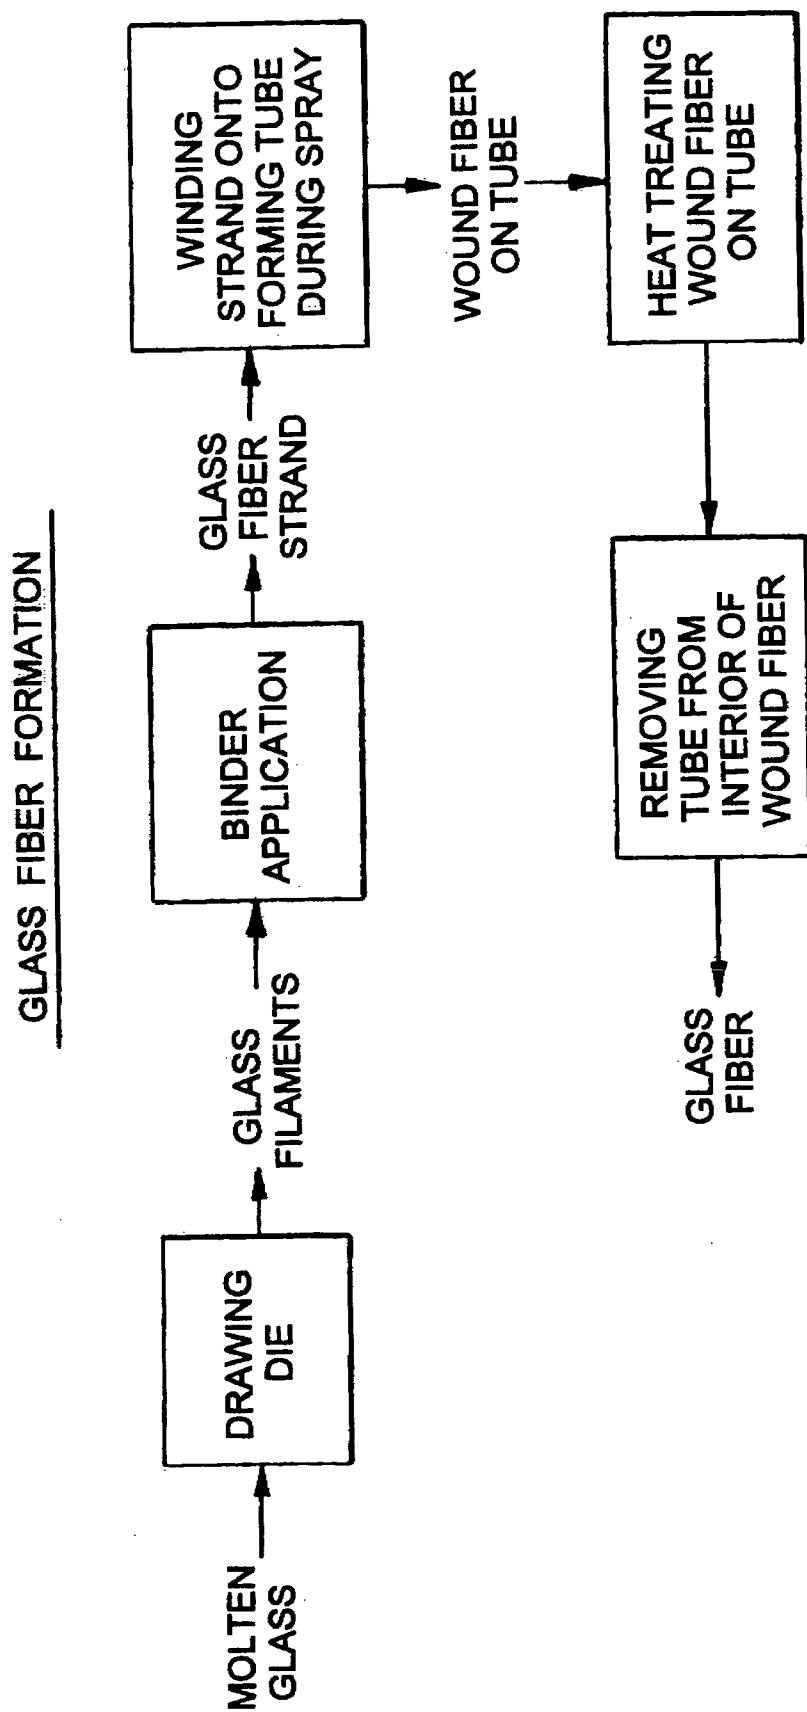 GLASS FIBER FORMATION
MOLTEN
GLASS
DRAWING
DIE
GLASS
FILAMENTS
BINDER
APPLICATION
GLASS
FIBER
STRAND
WINDING
STRAND ONTO
FORMING TUBE
DURING SPRAY
WOUND FIBER
ON TUBE
HEAT TREATING
WOUND FIBER
ON TUBE
REMOVING
TUBE FROM
INTERIOR OF
WOUND FIBER
GLASS
FIBER